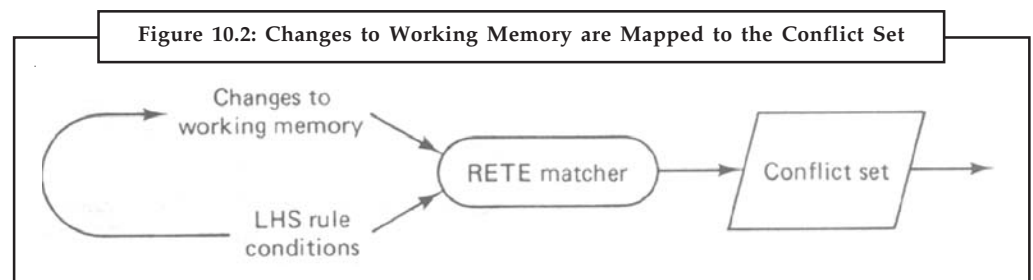 Figure 10.2: Changes to Working Memory are Mapped to the Conflict Set
Changes to
working memory
RETE matcher
Conflict set
LHS rule
conditions